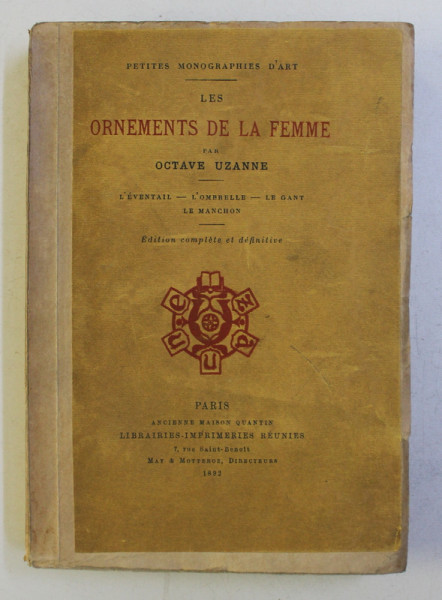 PETITES MONOGRAPHIES D'ART
LES
ORNEMENTS DE LA FEMME
PAR
OCTAVE UZANNE
L'ÉVENTAIL — L'OMBRELLE — LE GANT
LE MANCHON
Edition complète et définitive
PARIS
ANCIENNE MAISON QUANTIN
LIBRAIRIES-IMPRIMERIES RÉUNIES
7, rue Saint-Benoît
MAY & MOTTEROZ, DIRECTEURS
1892